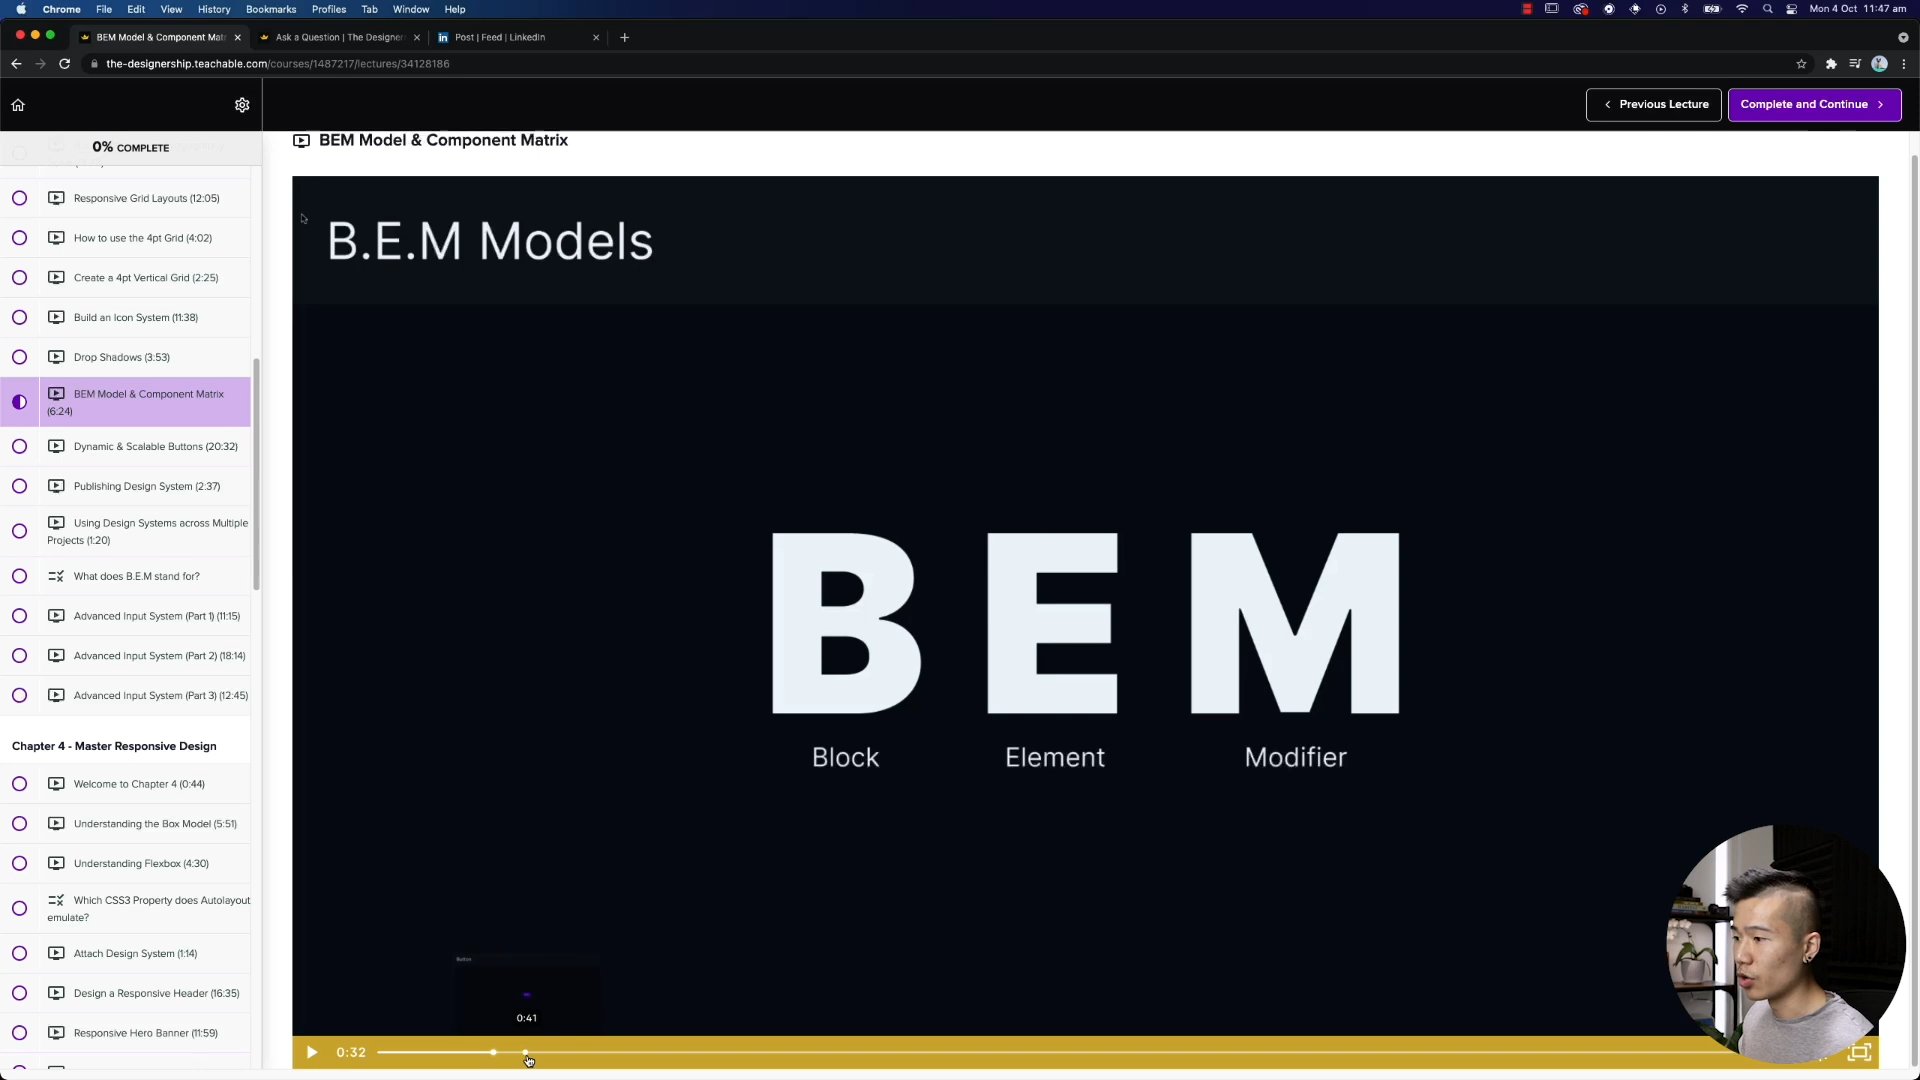 Chrome File Edit View History Bookmarks Profiles Tab Window Help
Mon 4 Oct 11:47 am
BEM Model & Component Mat
Ask a Question | The Designer
Post | Feed | LinkedIn
the-designership.teachable.com/courses/1487217/lectures/34128186
Previous Lecture
Complete and Continue
0% COMPLETE
BEM Model & Component Matrix
Responsive Grid Layouts (12:05)
How to use the 4pt Grid (4:02)
Create a 4pt Vertical Grid (2:25)
Build an Icon System (11:38)
Drop Shadows (3:53)
BEM Model & Component Matrix
(6:24)
Dynamic & Scalable Buttons (20:32)
Publishing Design System (2:37)
Using Design Systems across Multiple
Projects (1:20)
What does B.E.M stand for?
Advanced Input System (Part 1) (11:15)
Advanced Input System (Part 2) (18:14)
Advanced Input System (Part 3) (12:45)
Chapter 4 - Master Responsive Design
Welcome to Chapter 4 (0:44)
Understanding the Box Model (5:51)
Understanding Flexbox (4:30)
Which CSS3 Property does Autolayout
emulate?
Attach Design System (1:14)
Design a Responsive Header (16:35)
Responsive Hero Banner (11:59)
B.E.M Models
B E M
Block Element Modifier
Button
0:41
0:32